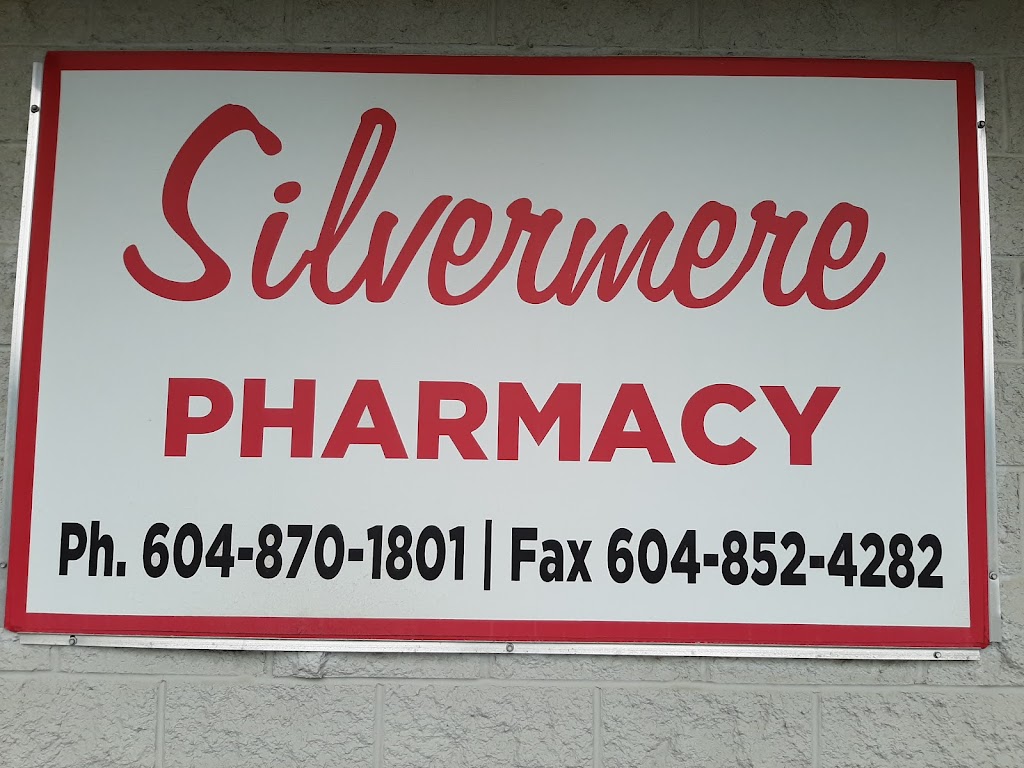 Silvermere
PHARMACY
Ph. 604-870-1801 | Fax 604-852-4282